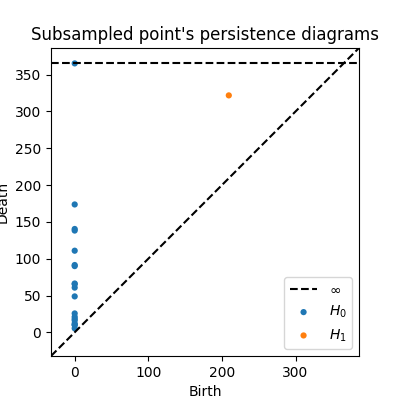 Subsampled point's persistence diagrams
350
300
250
200
150
100
50
0
Death
0 100 200 300
Birth
∞
H₀
H₁